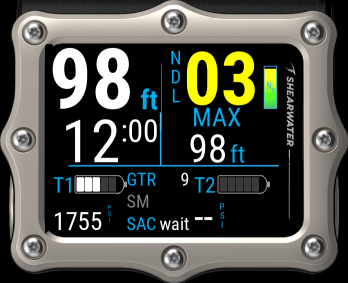 98 ft
NDL 03
12:00
MAX
98 ft
N₂
SHEARWATER
T1 GTR 9 T2
SM
1755 PSI SAC wait -- PSI